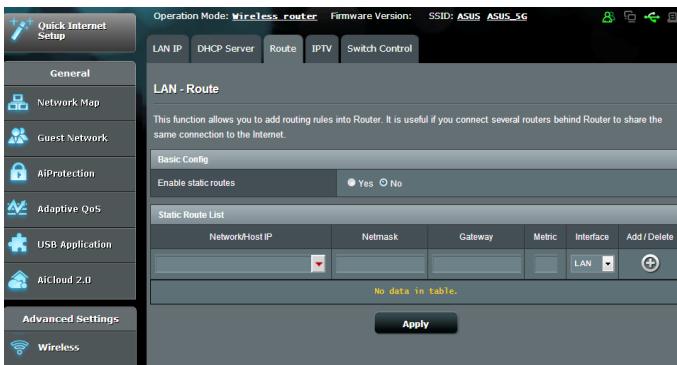 Quick Internet
Setup
Operation Mode: Wireless router Firmware Version: SSID: ASUS ASUS_5G
LAN IP DHCP Server Route IPTV Switch Control
General
Network Map
Guest Network
AiProtection
Adaptive QoS
USB Application
AiCloud 2.0
Advanced Settings
Wireless
LAN - Route
This function allows you to add routing rules into Router. It is useful if you connect several routers behind Router to share the
same connection to the Internet.
Basic Config
Enable static routes Yes No
Static Route List
Network/Host IP Netmask Gateway Metric Interface Add / Delete
LAN
No data in table.
Apply